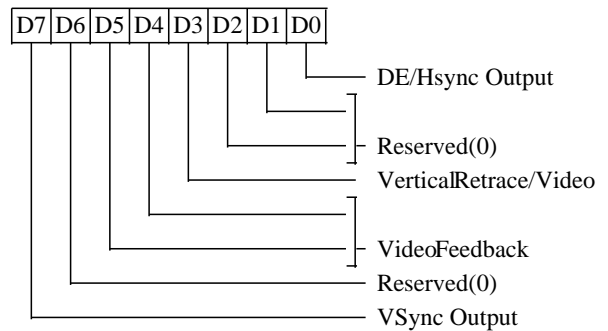 D7 D6 D5 D4 D3 D2 D1 D0
DE/Hsync Output
Reserved(0)
VerticalRetrace/Video
VideoFeedback
Reserved(0)
VSync Output